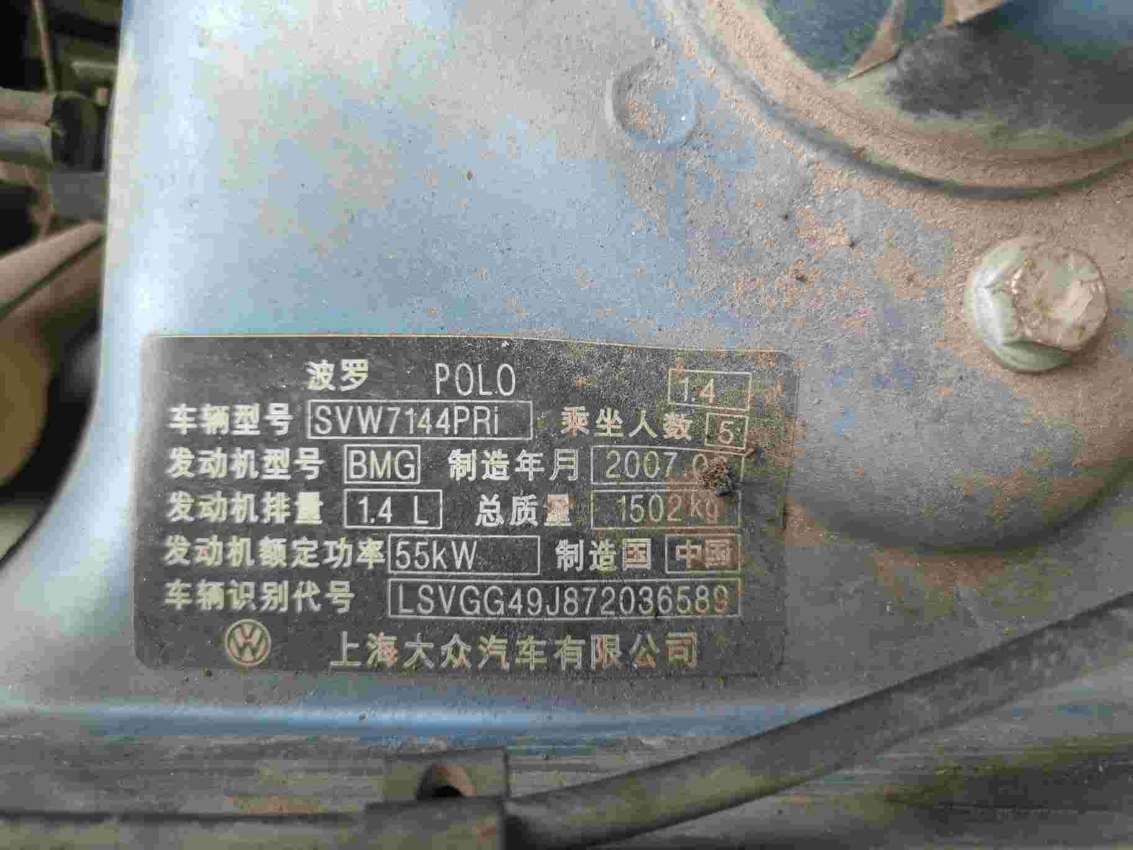 波罗 POLO 1.4
车辆型号 SVW7144PRi 乘坐人数 5
发动机型号 BMG 制造年月 2007.0
发动机排量 1.4 L 总质量 1502kg
发动机额定功率 55kW 制造国 中国
车辆识别代号 LSVGG49J872036589
上海大众汽车有限公司